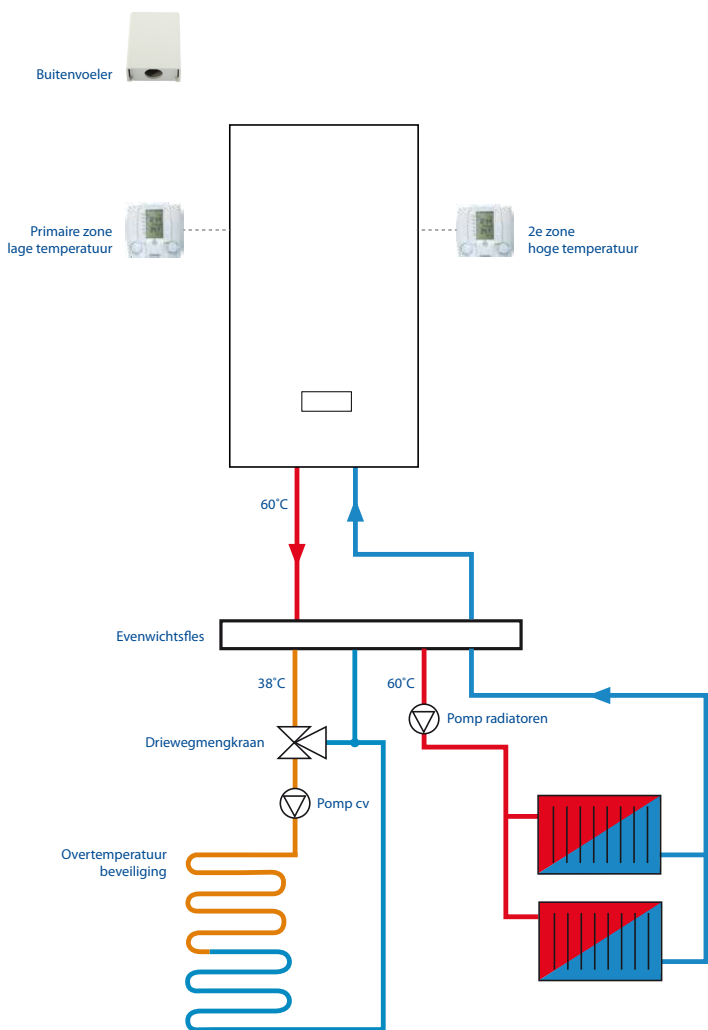 Buitenvoeler
Primaire zone
lage temperatuur
2e zone
hoge temperatuur
60°C
Evenwichtsfles
38°C
60°C
Pomp radiatoren
Driewegmengkraan
Pomp cv
Overtemperatuur
beveiliging